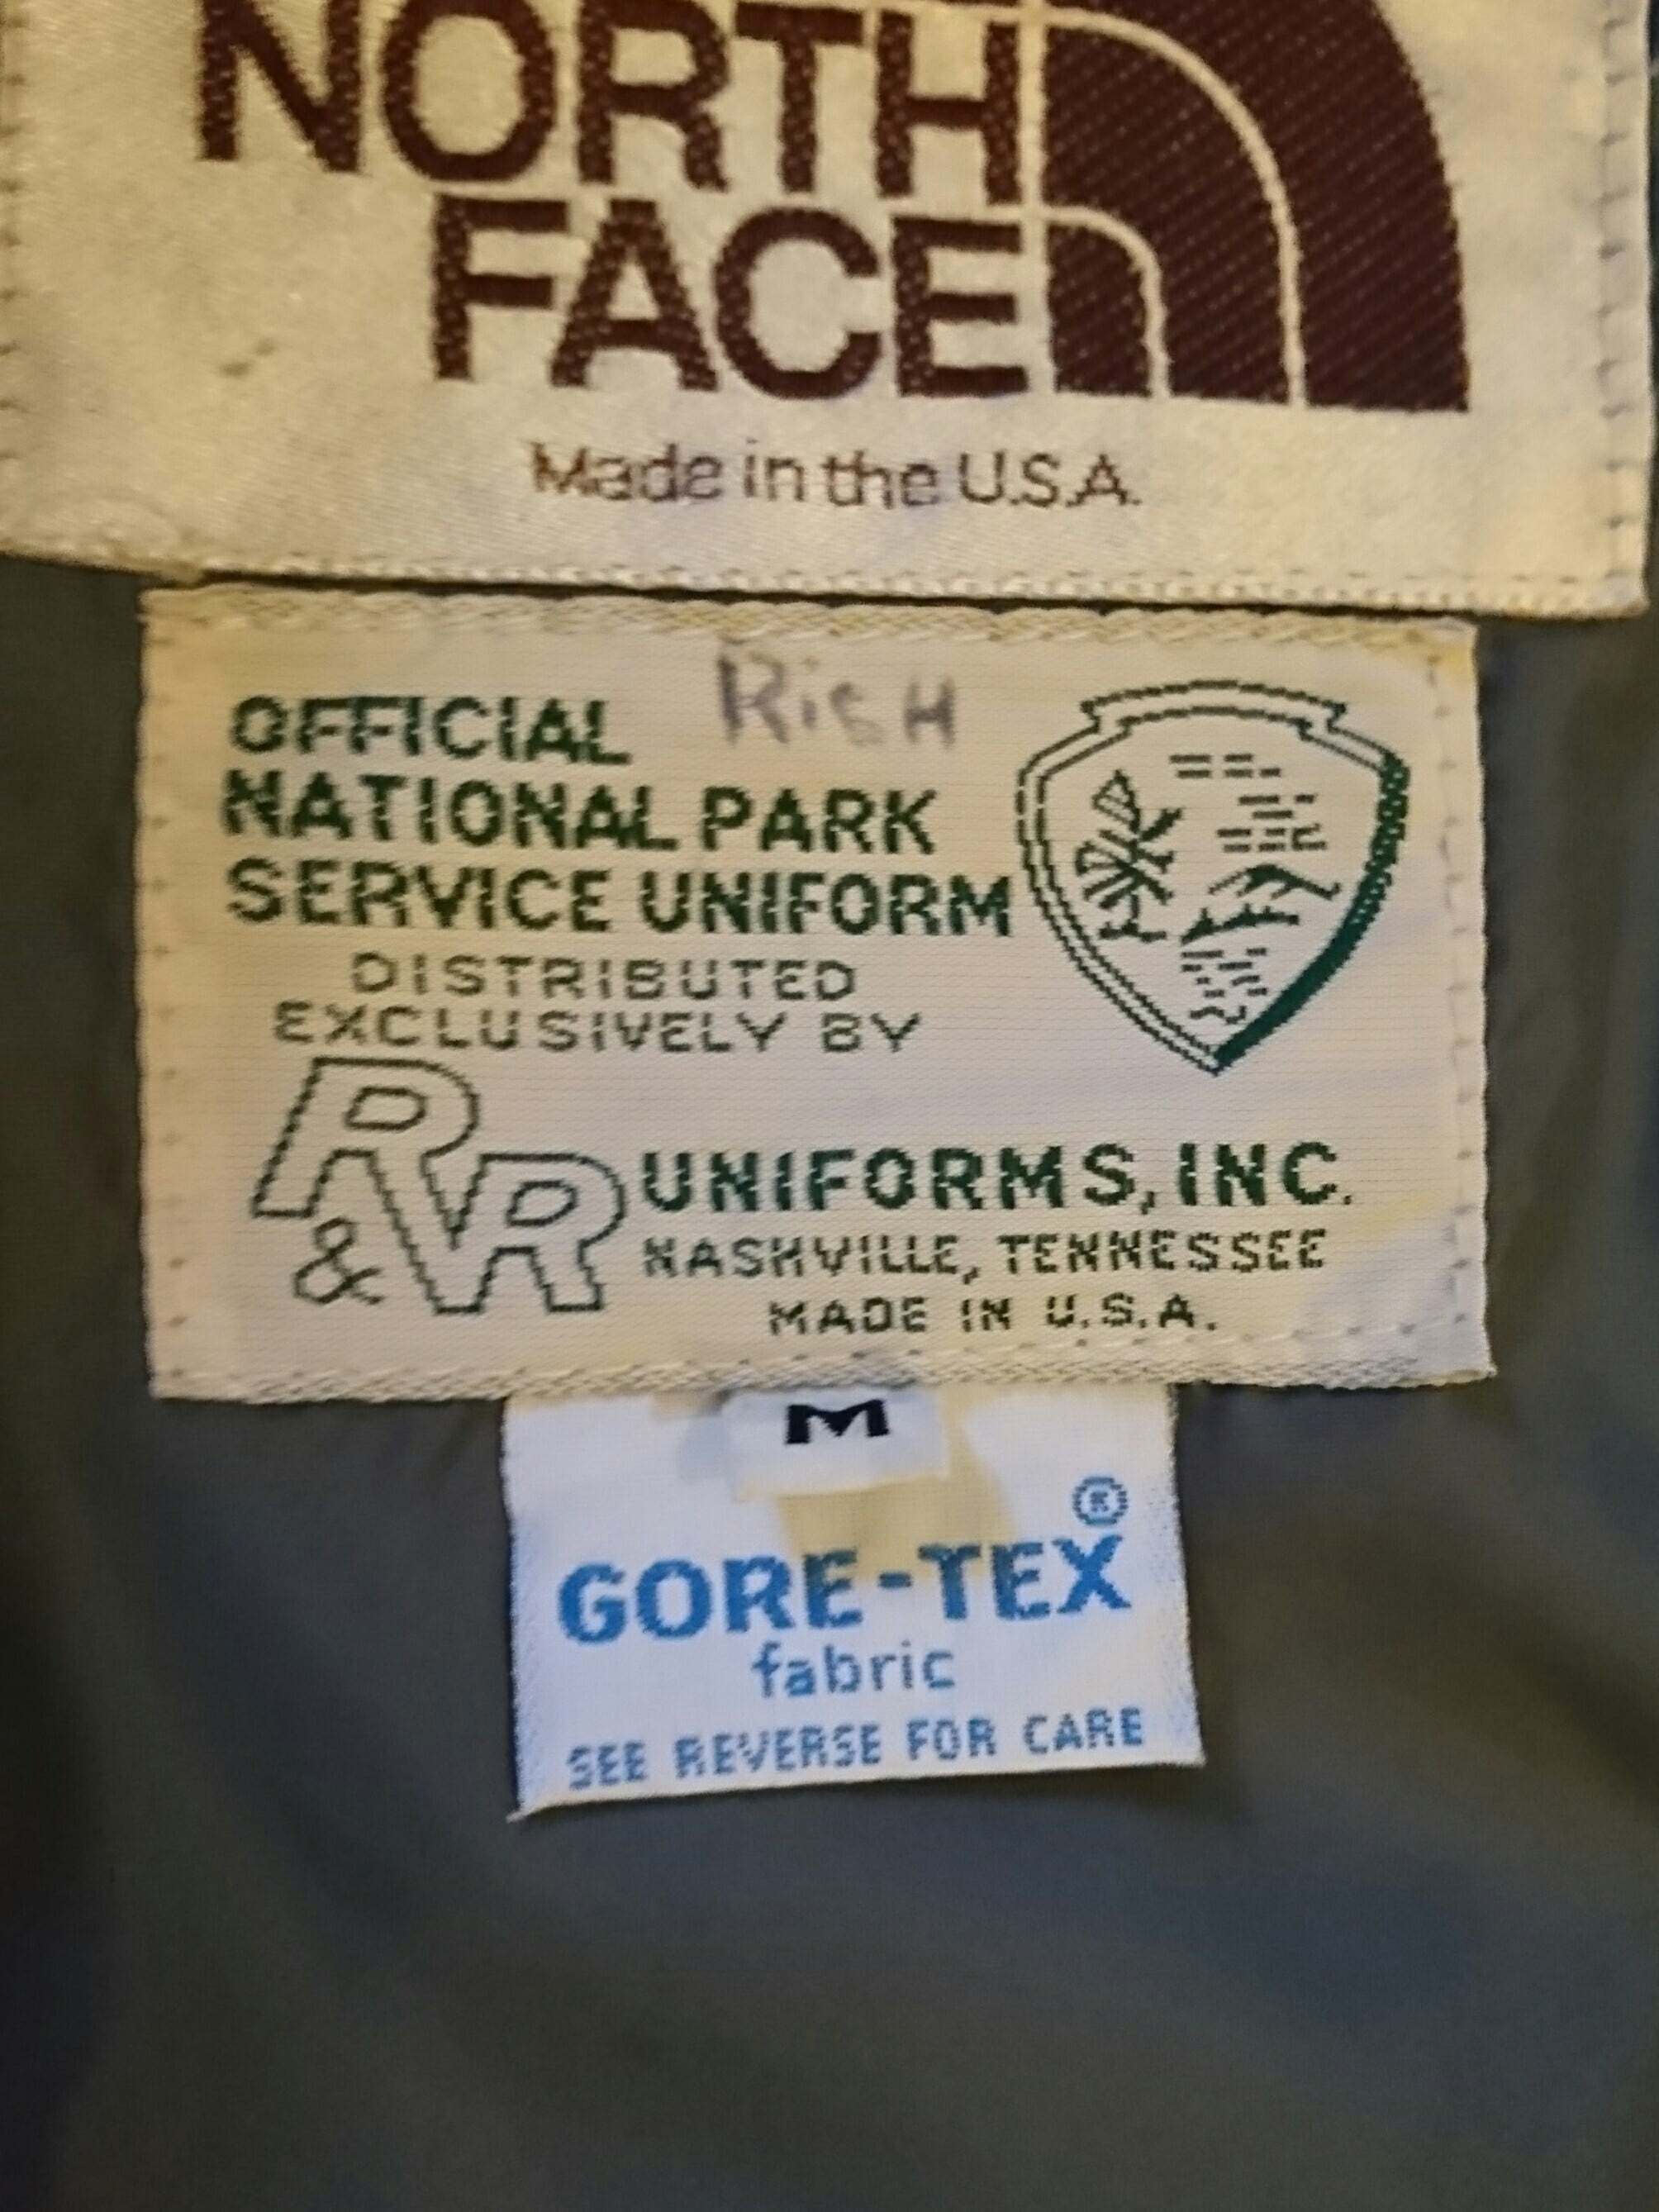 NORTH
FACE
Made in the U.S.A.
RisH
OFFICIAL
NATIONAL PARK
SERVICE UNIFORM
DISTRIBUTED
EXCLUSIVELY BY
R&R UNIFORMS, INC.
NASHVILLE, TENNESSEE
MADE IN U.S.A.
M
GORE-TEX®
fabric
SEE REVERSE FOR CARE